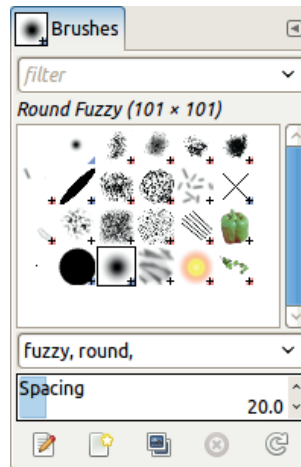 Brushes
filter
Round Fuzzy (101 × 101)
fuzzy, round,
Spacing
20.0